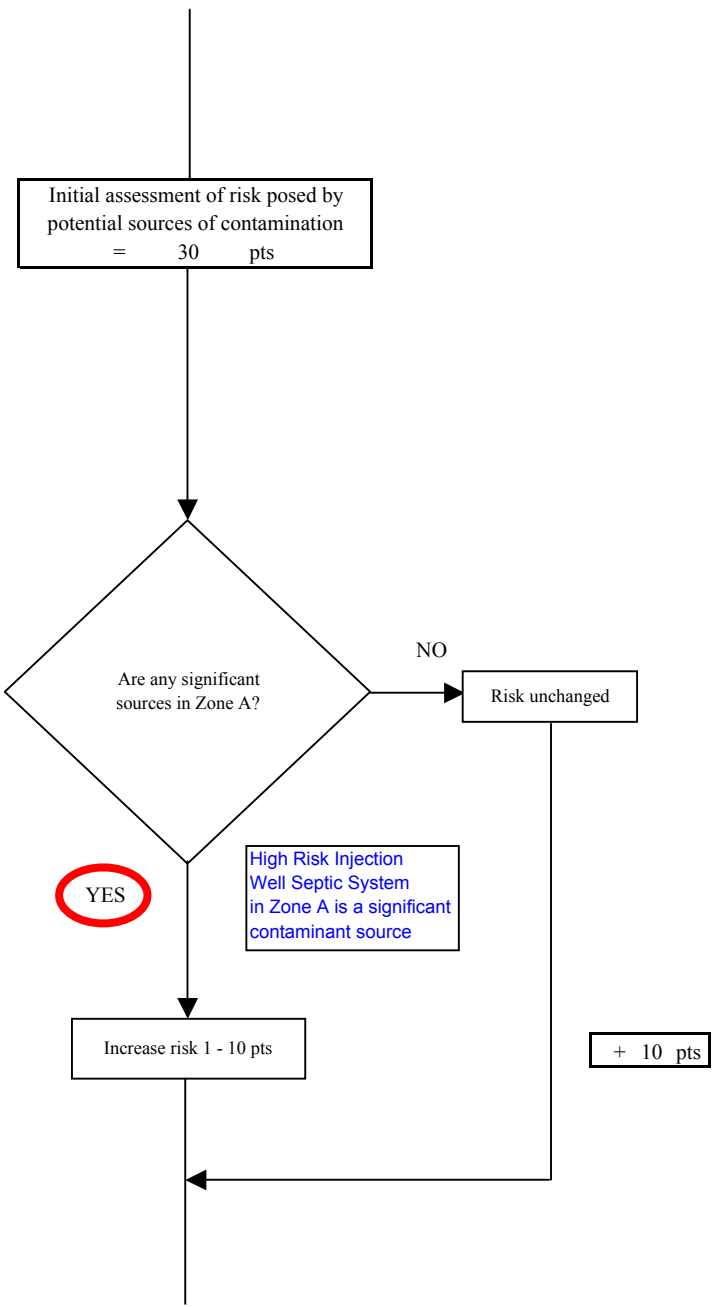 Initial assessment of risk posed by
potential sources of contamination
= 30 pts
Are any significant
sources in Zone A?
NO
Risk unchanged
YES
High Risk Injection
Well Septic System
in Zone A is a significant
contaminant source
Increase risk 1 - 10 pts
+ 10 pts